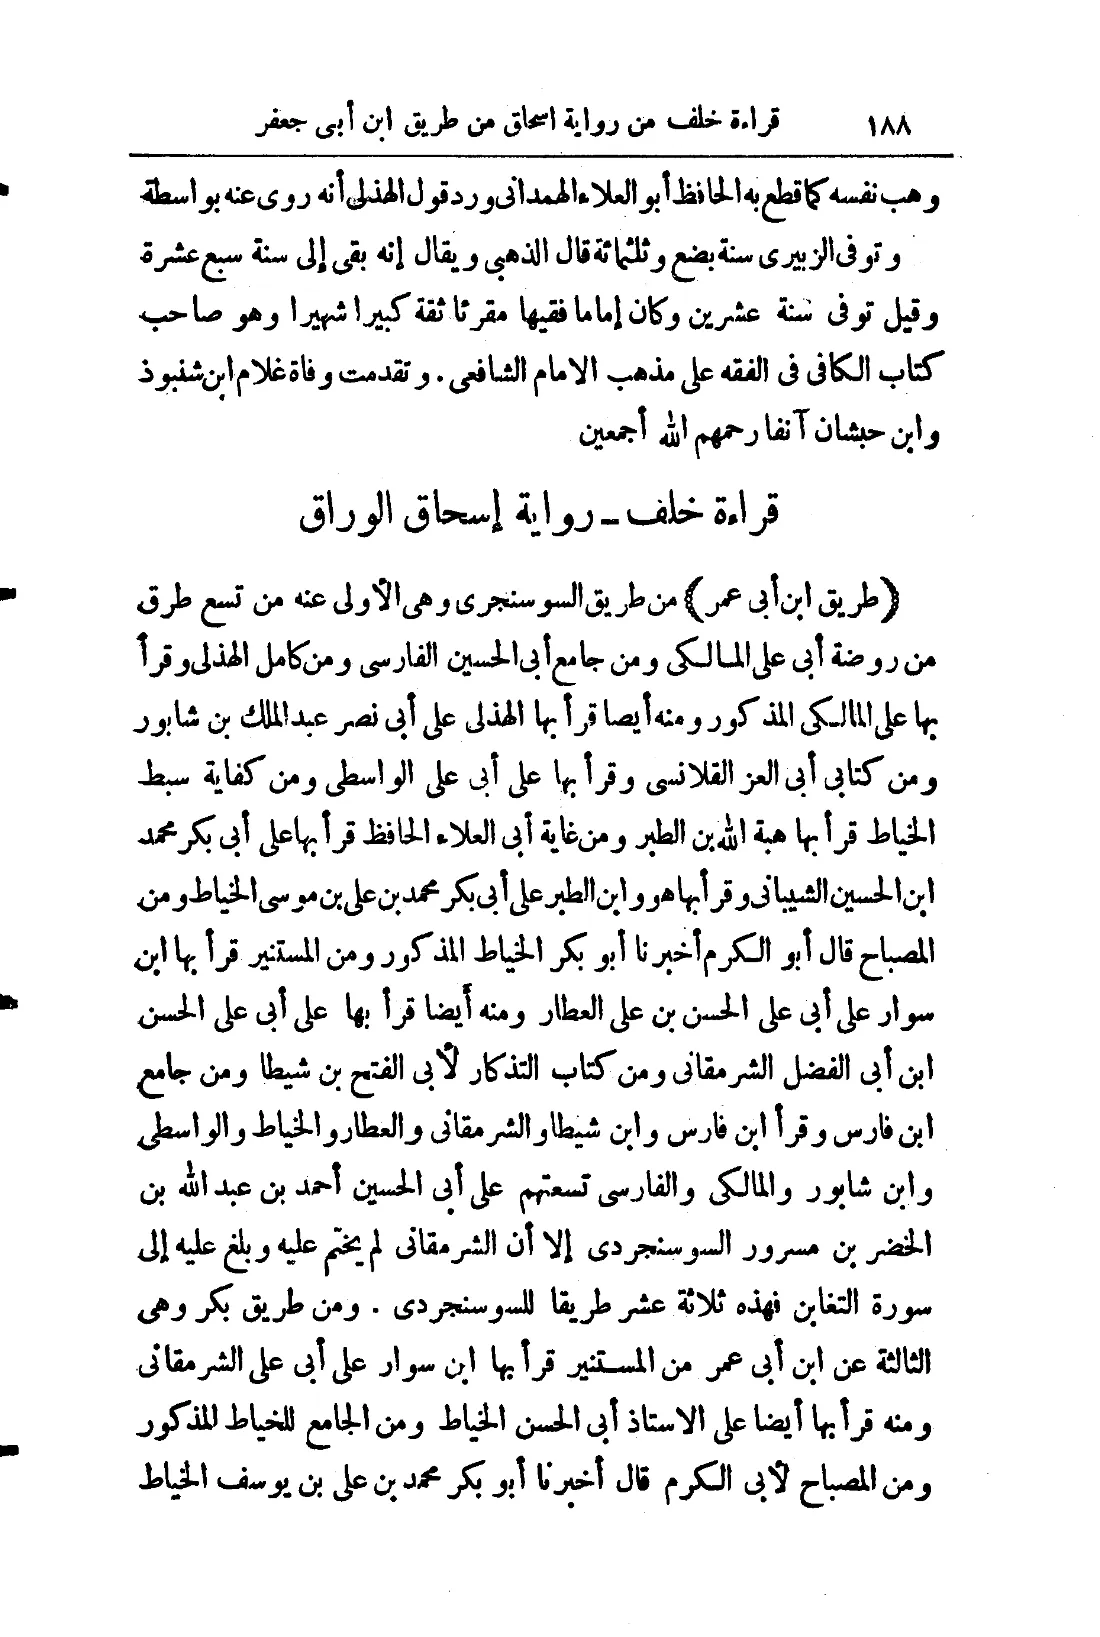 ١٨٨ قراءة خلف من رواية اسحاق من طريق ابن أبى جعفر
وهب نفسه كما قطع به الحافظ أبو العلاء الهمدانى ورد قول الهذلى أنه روى عنه بواسطة
وتوفى الزبيرى سنة بضع وثلثمائة قال الذهبى ويقال إنه بقى إلى سنة سبع عشرة
وقيل توفى سنة عشرين وكان إماما فقيها مقرئا ثقة كبيرا شهيرا وهو صاحب
كتاب الكافى فى الفقه على مذهب الامام الشافعى . وتقدمت وفاة غلام ابن شنبوذ
وابن حبشان آنفا رحمهم الله أجمعين
قراءة خلف - رواية إسحاق الوراق
(طريق ابن أبى عمر) من طريق السوسنجرى وهى الأولى عنه من تسع طرق
من روضة أبى على المالكى ومن جامع أبى الحسين الفارسى ومن كامل الهذلى وقرأ
بها على المالكى المذكور ومنه أيصا قرأ بها الهذلى على أبى نصر عبد الملك بن شابور
ومن كتابى أبى العز القلانسى وقرأ بها على أبى على الواسطى ومن كفاية سبط
الخياط قرأ بها هبة الله بن الطبر ومن غاية أبى العلاء الحافظ قرأ بها على أبى بكر محمد
ابن الحسين الشيبانى وقرأ بها هو وابن الطبر على أبى بكر محمد بن على بن موسى الخياط ومن
المصباح قال أبو الكرم أخبرنا أبو بكر الخياط المذكور ومن المستنير قرأ بها ابن
سوار على أبى على الحسن بن على العطار ومنه أيضا قرأ بها على أبى على الحسن
ابن أبى الفضل الشرمقانى ومن كتاب التذكار لأبى الفتح بن شيطا ومن جامع
ابن فارس وقرأ ابن فارس وابن شيطا والشرمقانى والعطار والخياط والواسطى
وابن شابور والمالكى والفارسى تسعتهم على أبى الحسين أحمد بن عبد الله بن
الخضر بن مسرور السوسنجردى إلا أن الشرمقانى لم يختم عليه وبلغ عليه إلى
سورة التغابن فهذه ثلاثة عشر طريقا للسوسنجردى . ومن طريق بكر وهى
الثالثة عن ابن أبى عمر من المستنير قرأ بها ابن سوار على أبى على الشرمقانى
ومنه قرأ بها أيضا على الاستاذ أبى الحسن الخياط ومن الجامع للخياط المذكور
ومن المصباح لأبى الكرم قال أخبرنا أبو بكر محمد بن على بن يوسف الخياط